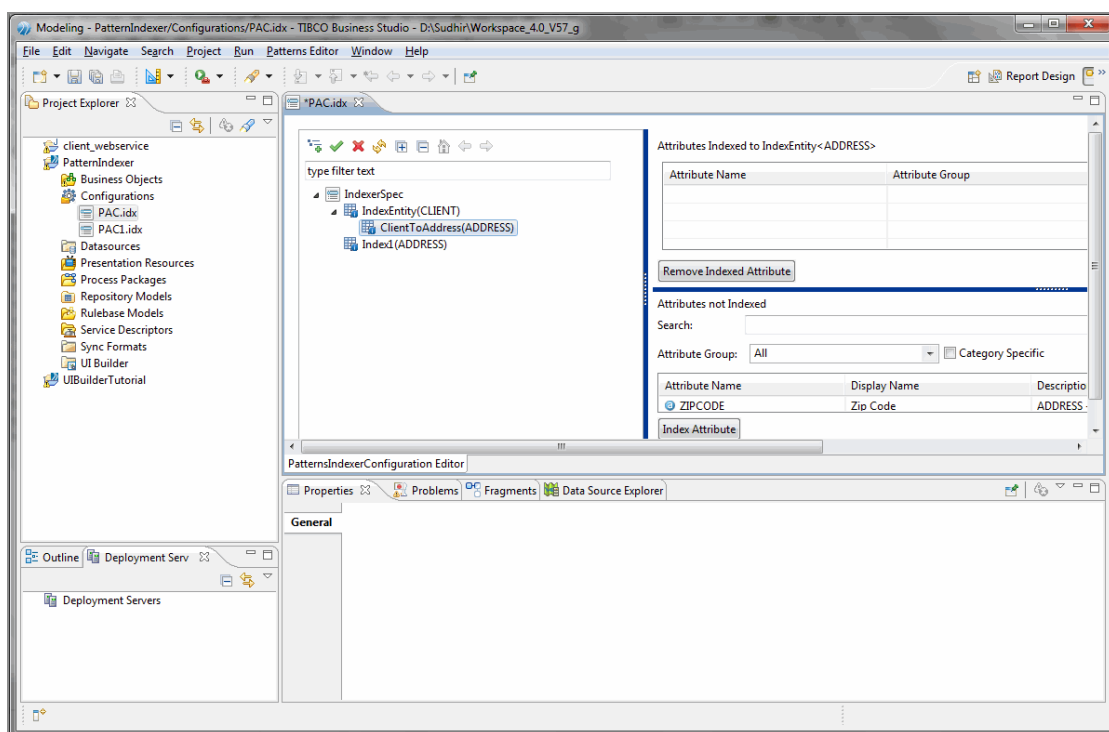 Modeling - PatternIndexer/Configurations/PAC.idx - TIBCO Business Studio - D:\Sudhir\Workspace_4.0_V57_g
File Edit Navigate Search Project Run Patterns Editor Window Help
Report Design
Project Explorer
client_webservice
PatternIndexer
Business Objects
Configurations
PAC.idx
PAC1.idx
Datasources
Presentation Resources
Process Packages
Repository Models
Rulebase Models
Service Descriptors
Sync Formats
UI Builder
UIBuilderTutorial
*PAC.idx
type filter text
IndexerSpec
IndexEntity(CLIENT)
ClientToAddress(ADDRESS)
Index1(ADDRESS)
Attributes Indexed to IndexEntity<ADDRESS>
Attribute Name Attribute Group
Remove Indexed Attribute
Attributes not Indexed
Search:
Attribute Group: All Category Specific
Attribute Name Display Name Descriptio
ZIPCODE Zip Code ADDRESS -
Index Attribute
PatternsIndexerConfiguration Editor
Properties Problems Fragments Data Source Explorer
General
Outline Deployment Serv
Deployment Servers